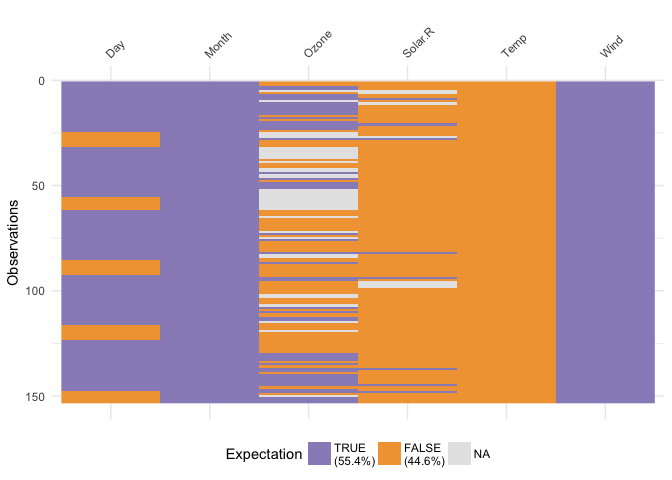 Day Month Ozone Solar.R Temp Wind
0
50
100
150
Observations
Expectation TRUE (55.4%) FALSE (44.6%) NA